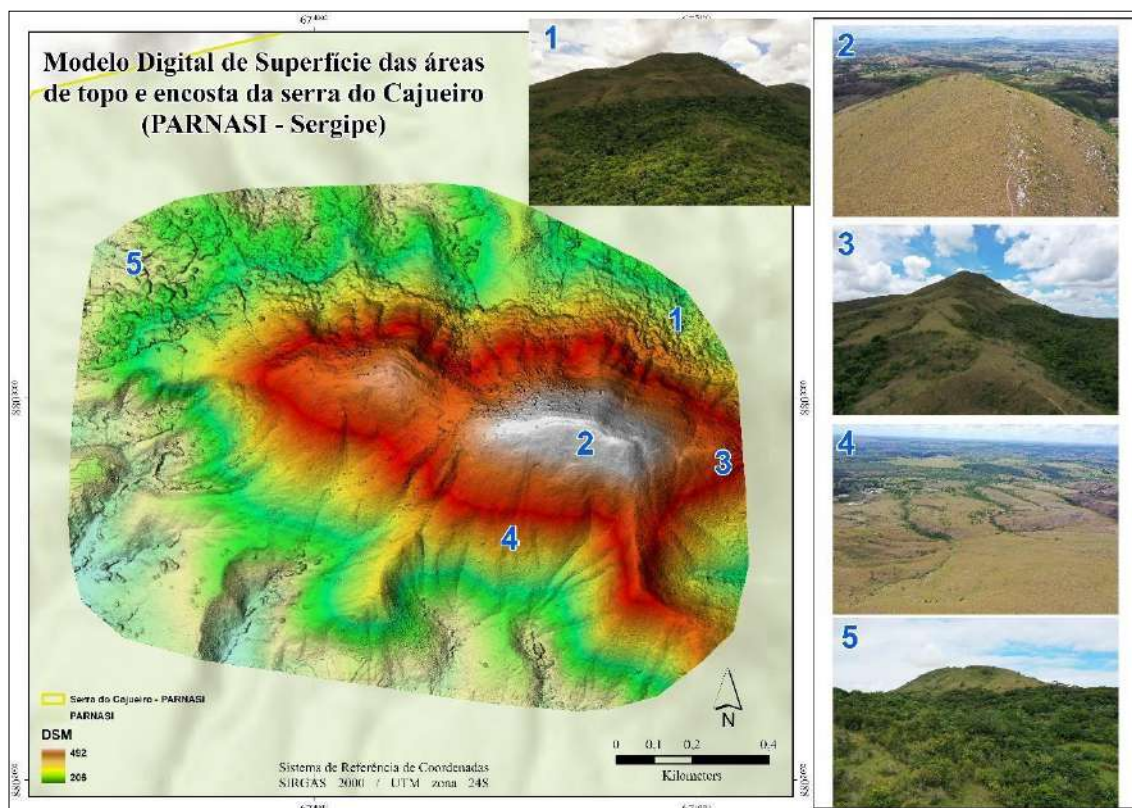 Modelo Digital de Superfície das áreas
de topo e encosta da serra do Cajueiro
(PARNASI - Sergipe)
1
2
3
4
5
5
1
2
3
4
Serra do Cajueiro - PARNASI
PARNASI
DSM
492
206
N
0 0,1 0,2 0,4
Kilometers
Sistema de Referência de Coordenadas
SIRGAS 2000 / UTM zona 24S